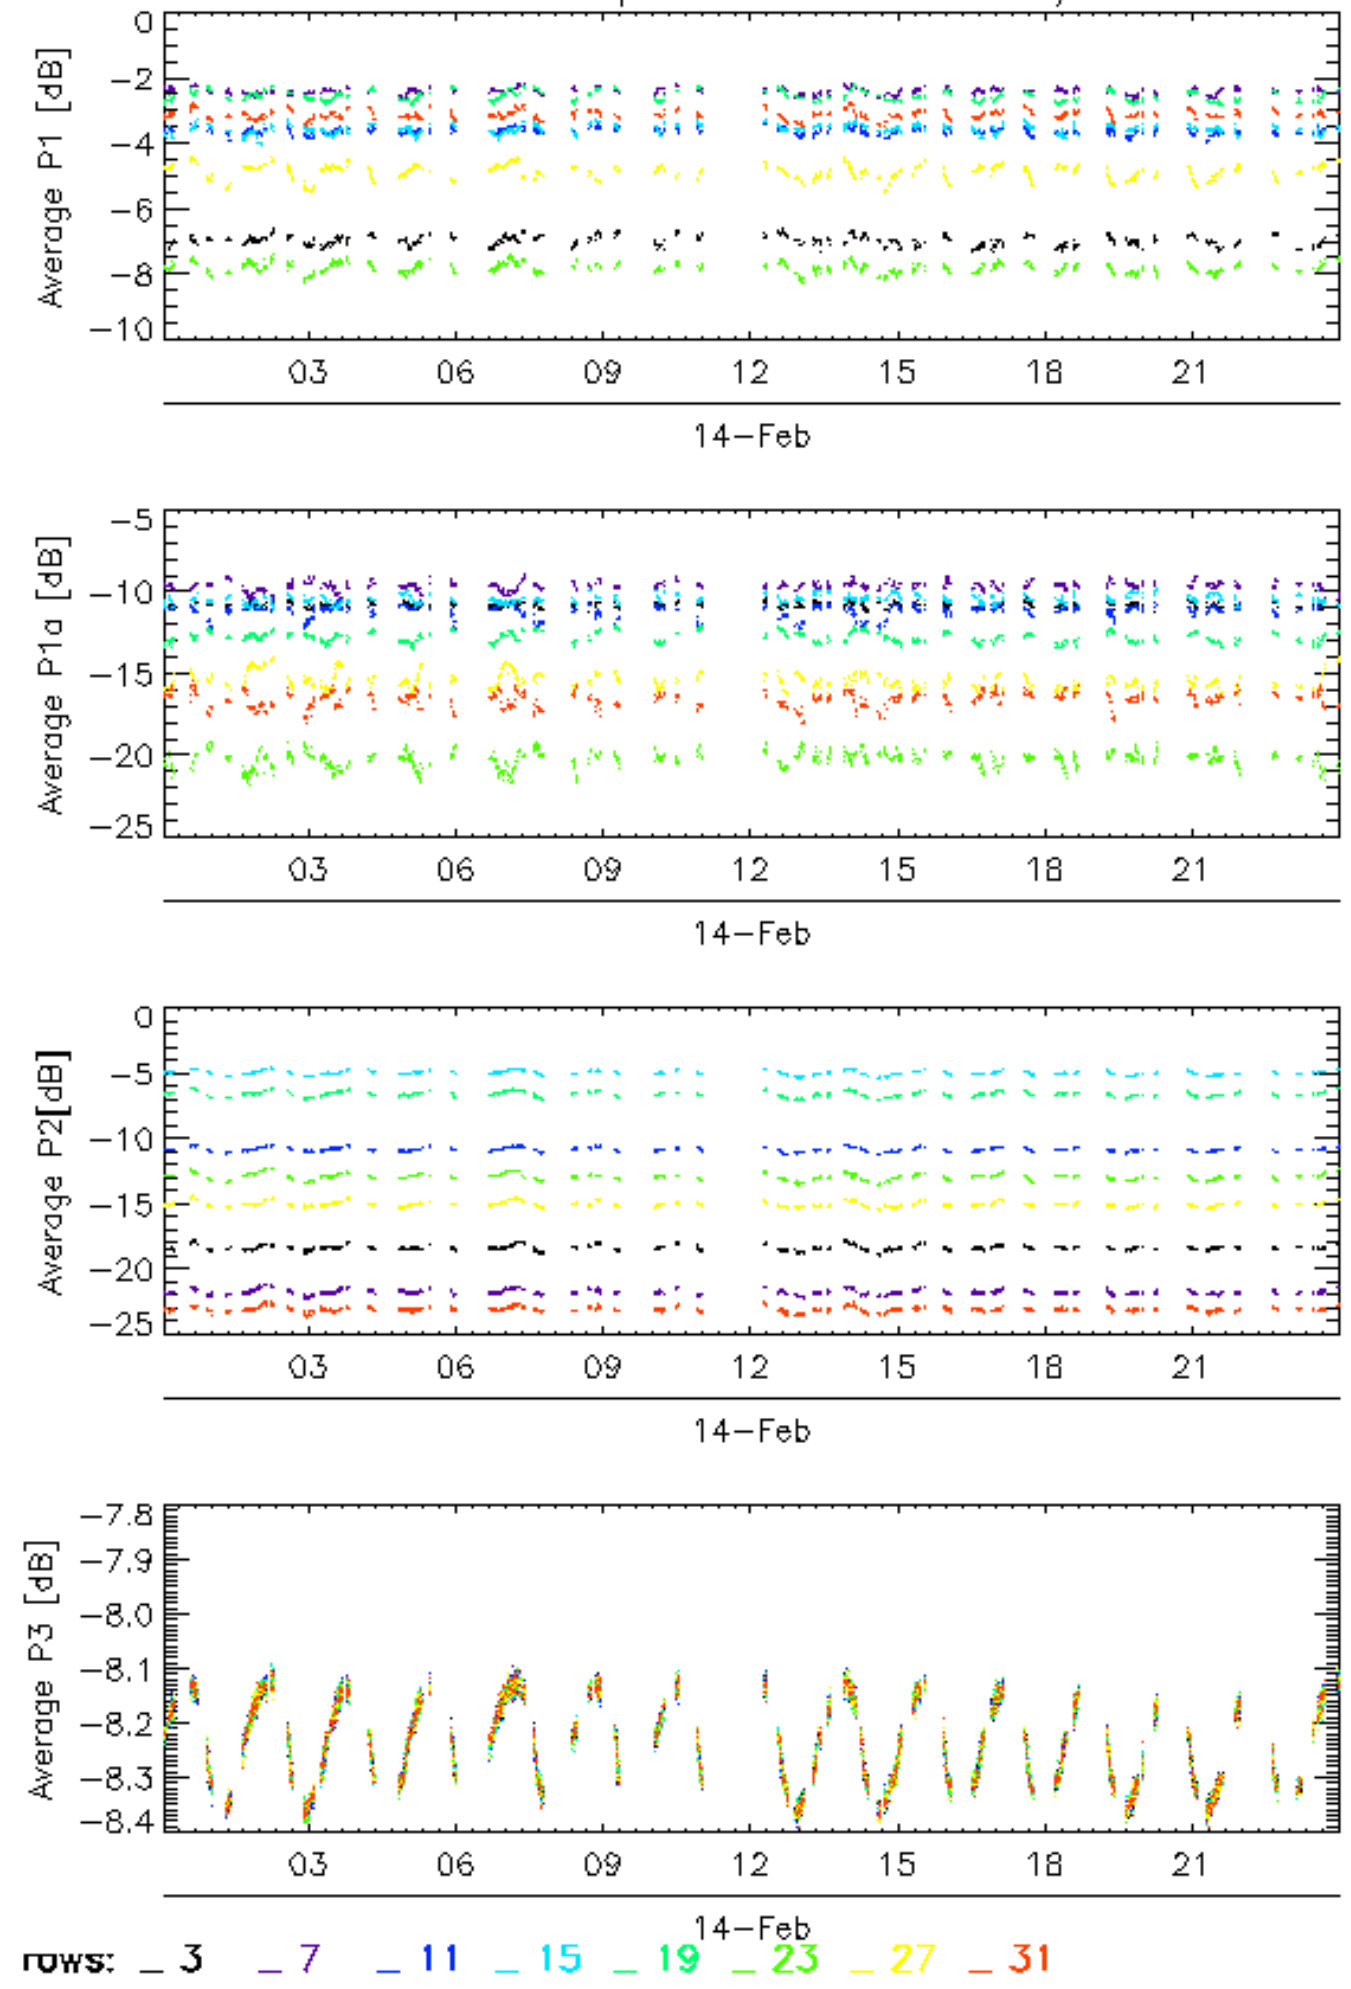 0
−2
−4
−6
−8
−10
Average P1 [dB]
03 06 09 12 15 18 21
14−Feb
−5
−10
−15
−20
−25
Average P1a [dB]
03 06 09 12 15 18 21
14−Feb
0
−5
−10
−15
−20
−25
Average P2[dB]
03 06 09 12 15 18 21
14−Feb
−7.8
−7.9
−8.0
−8.1
−8.2
−8.3
−8.4
Average P3 [dB]
03 06 09 12 15 18 21
14−Feb
rows: _ 3 _ 7 _ 11 _ 15 _ 19 _ 23 _ 27 _ 31